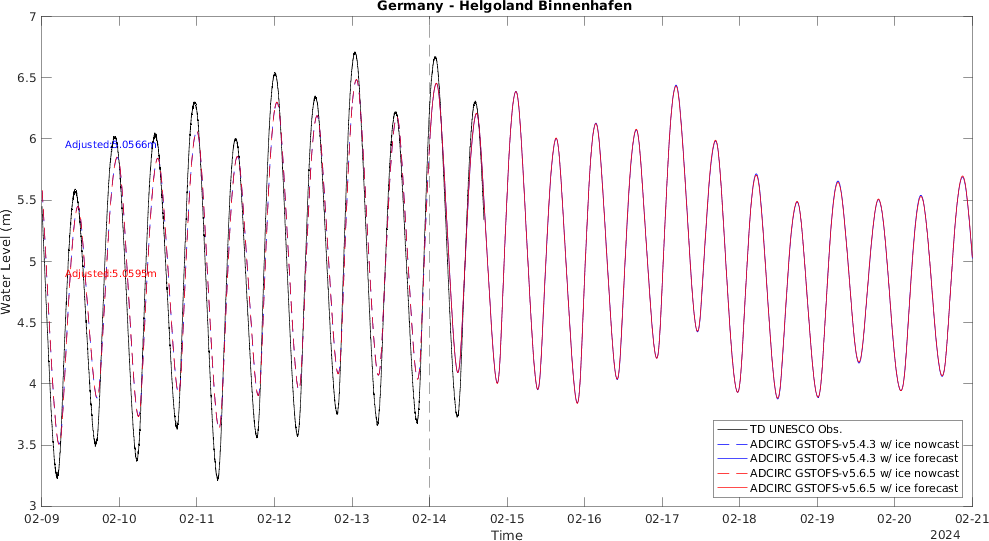 Germany - Helgoland Binnenhafen
7
6.5
6
5.5
5
4.5
4
3.5
3
Water Level (m)
Adjusted:5.0566m
Adjusted:5.0595m
TD UNESCO Obs.
ADCIRC GSTOFS-v5.4.3 w/ ice nowcast
ADCIRC GSTOFS-v5.4.3 w/ ice forecast
ADCIRC GSTOFS-v5.6.5 w/ ice nowcast
ADCIRC GSTOFS-v5.6.5 w/ ice forecast
02-09 02-10 02-11 02-12 02-13 02-14 02-15 02-16 02-17 02-18 02-19 02-20 02-21
Time
2024